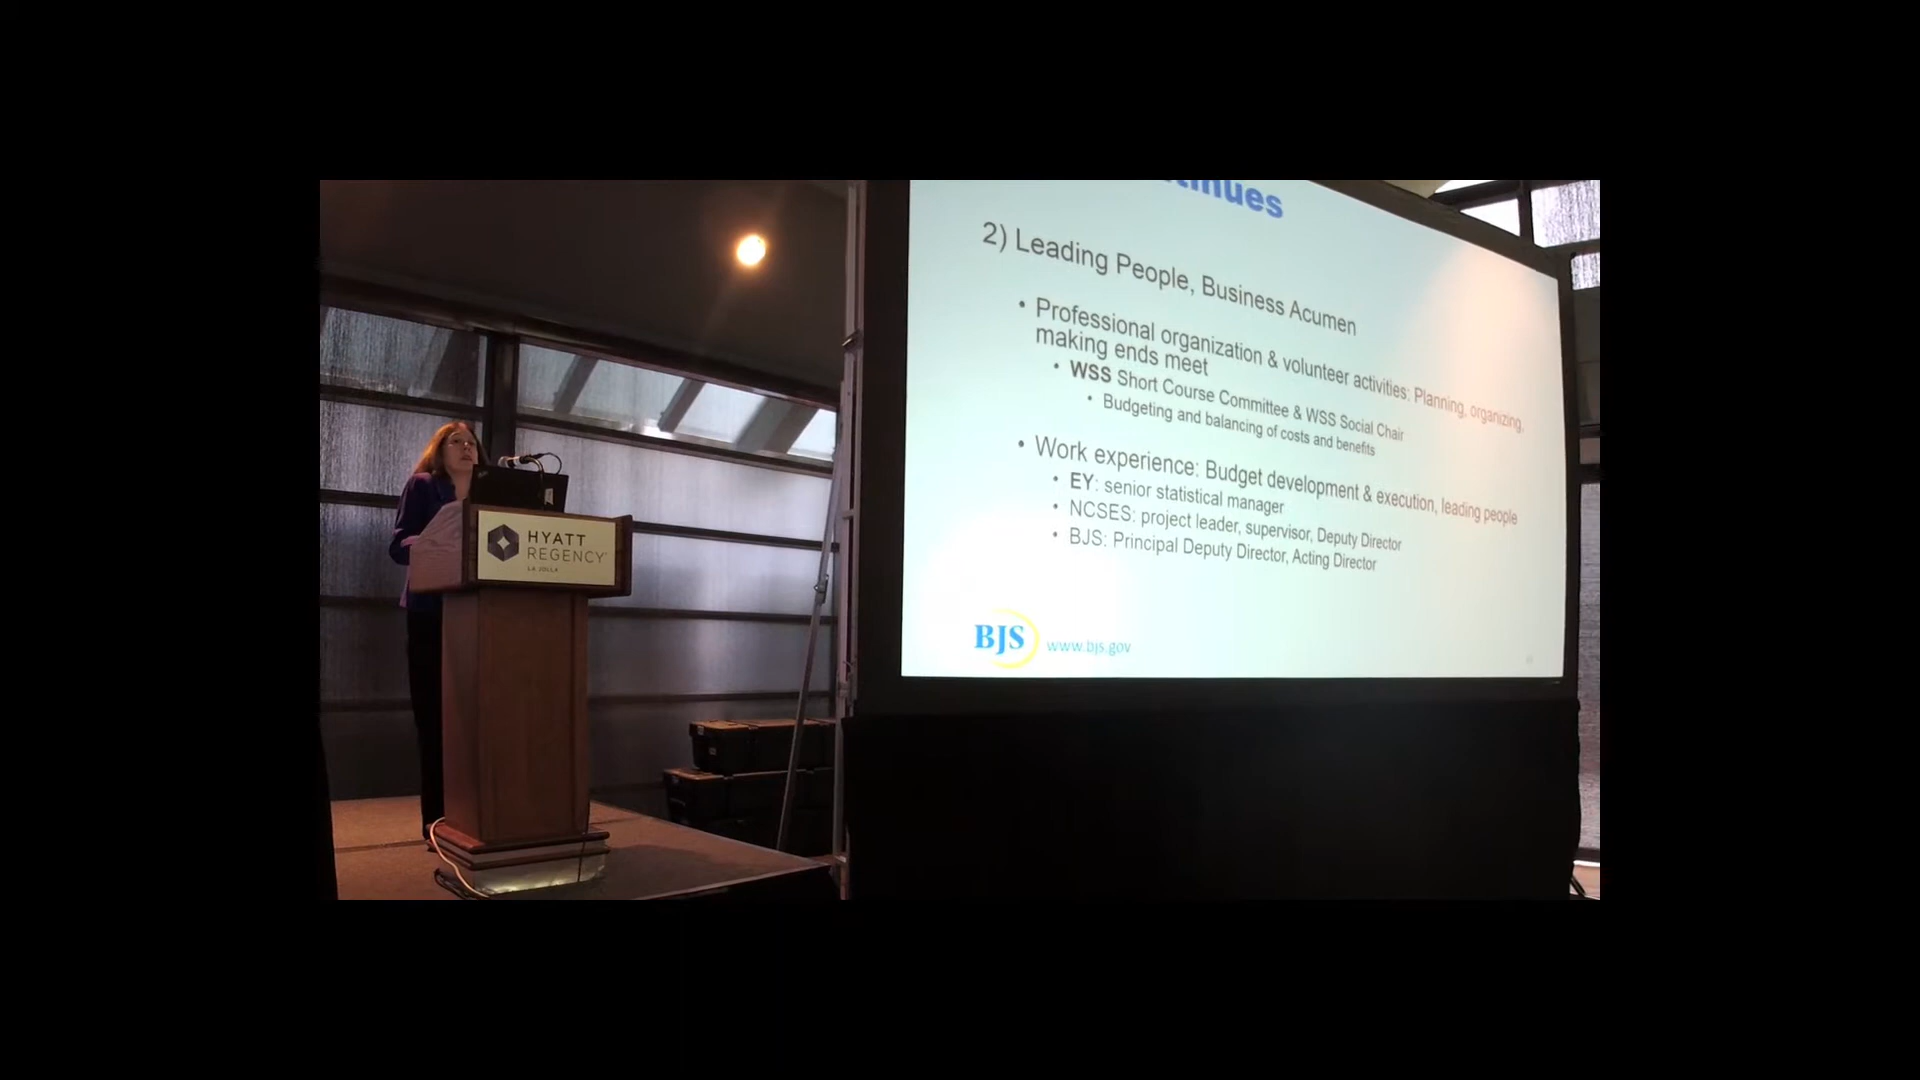 2) Leading People, Business Acumen
• Professional organization & volunteer activities: Planning, organizing,
making ends meet
• WSS Short Course Committee & WSS Social Chair
• Budgeting and balancing of costs and benefits
• Work experience: Budget development & execution, leading people
• EY: senior statistical manager
• NCSES: project leader, supervisor, Deputy Director
• BJS: Principal Deputy Director, Acting Director
BJS www.bjs.gov
HYATT
REGENCY
LA JOLLA